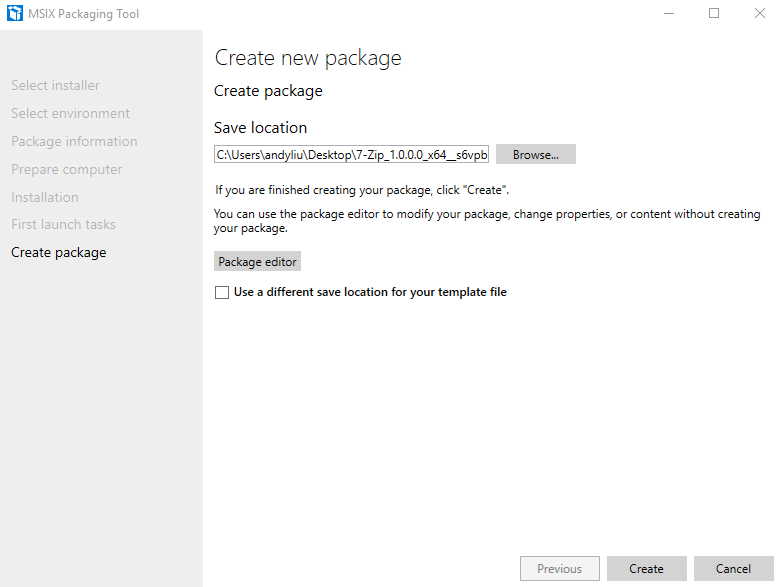 MSIX Packaging Tool
Select installer
Select environment
Package information
Prepare computer
Installation
First launch tasks
Create package
Create new package
Create package
Save location
C:\Users\andyliu\Desktop\7-Zip_1.0.0.0_x64__s6vpb
Browse...
If you are finished creating your package, click "Create".
You can use the package editor to modify your package, change properties, or content without creating
your package.
Package editor
Use a different save location for your template file
Previous
Create
Cancel